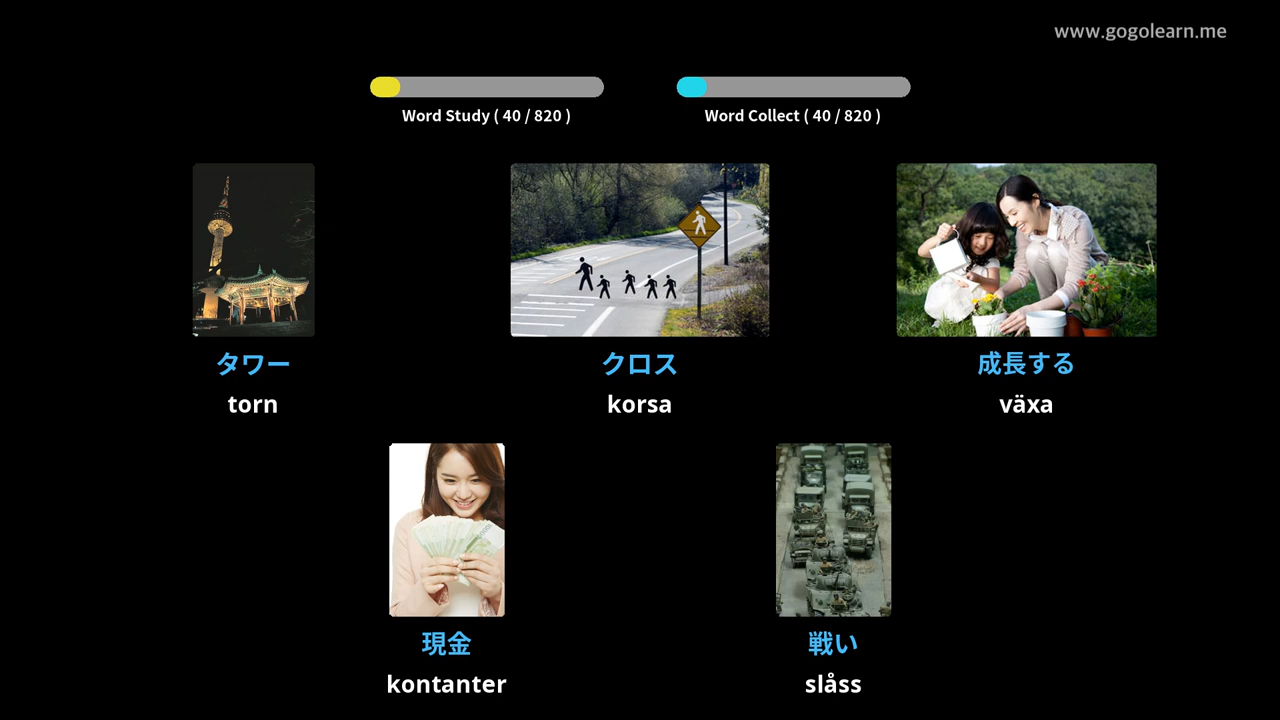 www.gogolearn.me
Word Study ( 40 / 820 )
Word Collect ( 40 / 820 )
タワー
torn
クロス
korsa
成長する
växa
現金
kontanter
戦い
slåss